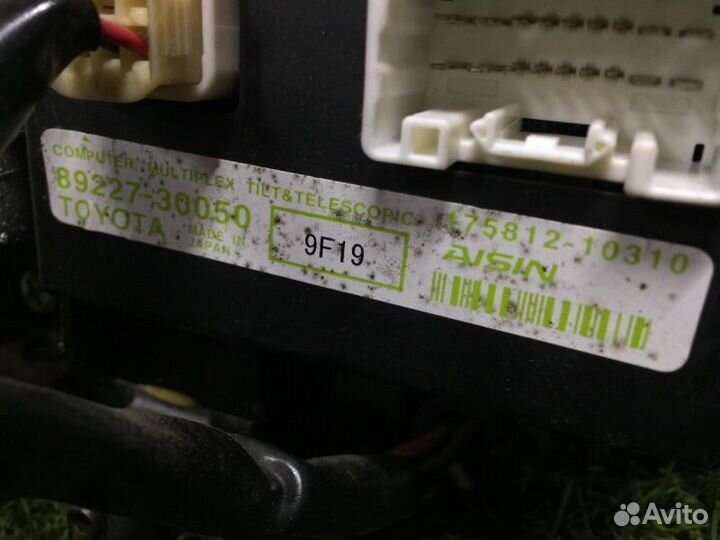 COMPUTER, MULTIPLEX TILT&TELESCOPIC
89227-30050
TOYOTA MADE IN JAPAN
9F19
175812-10310
AISIN
Avito